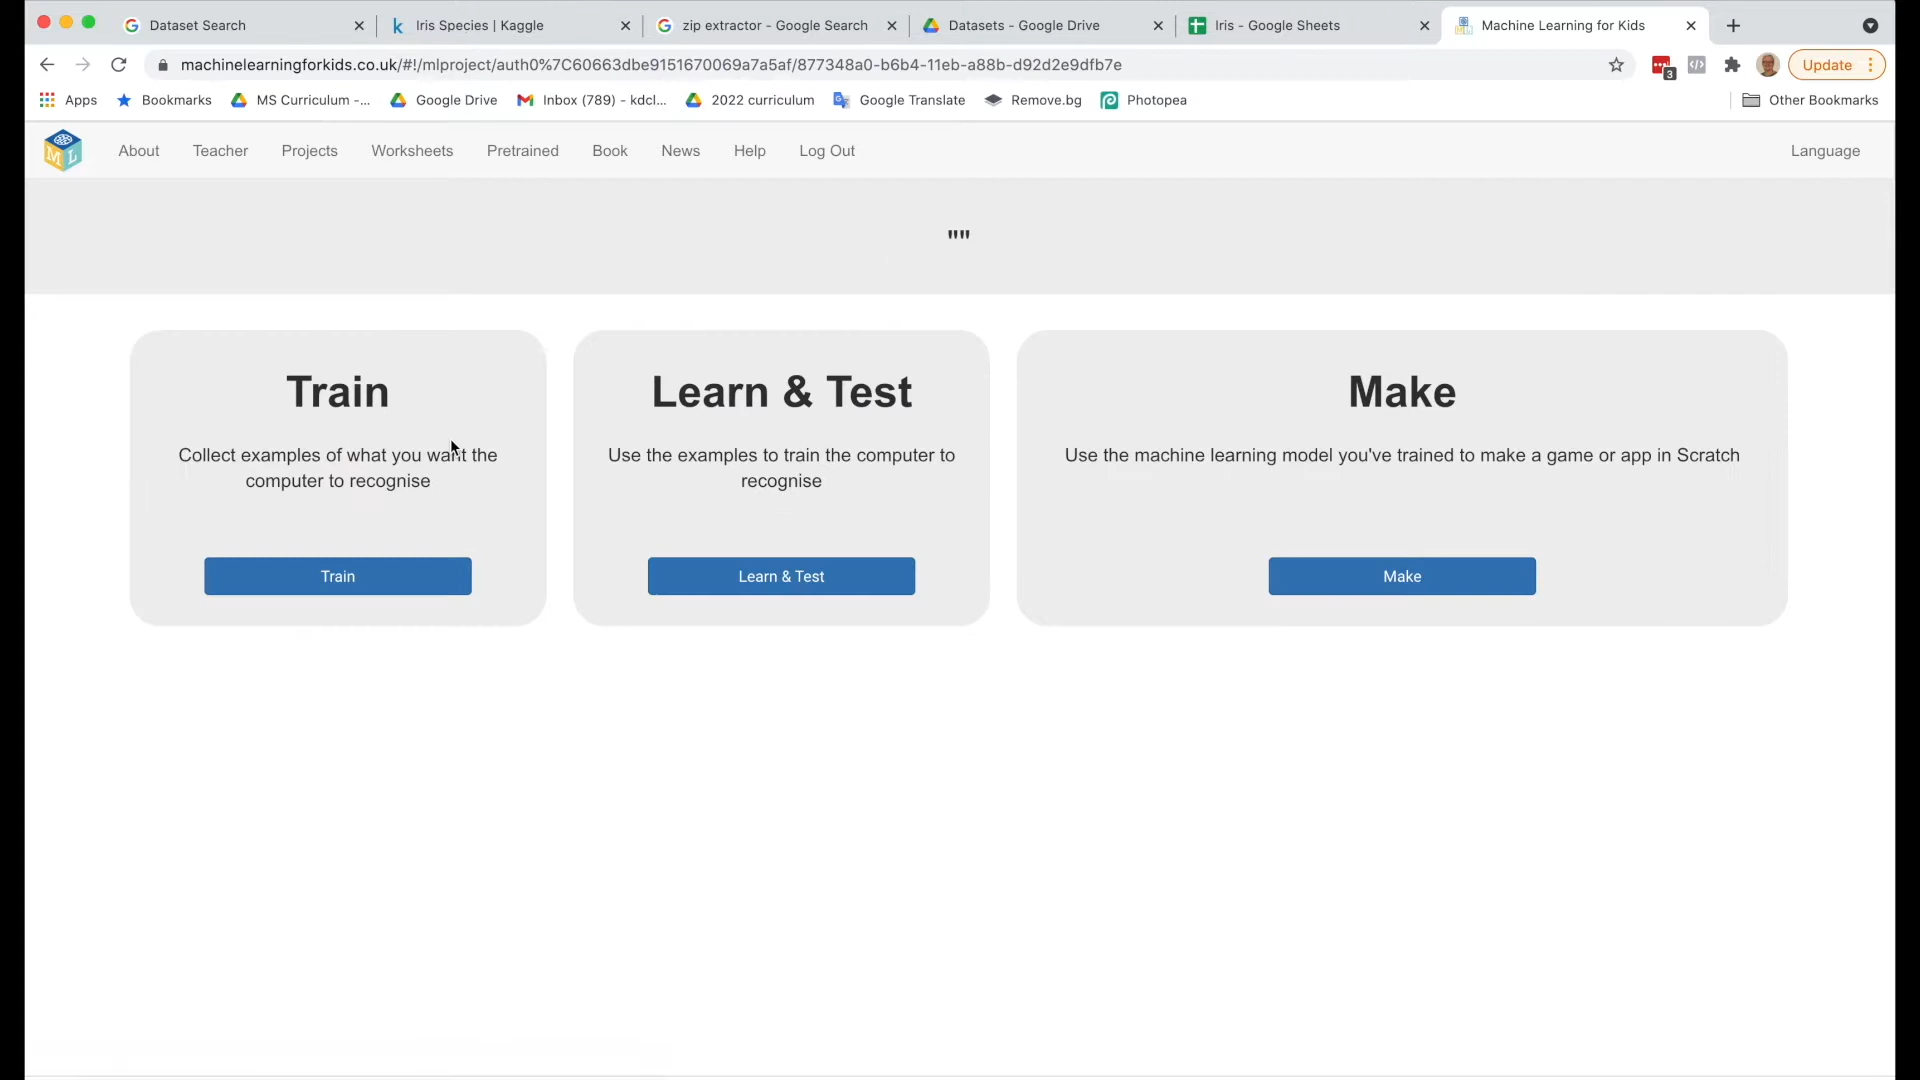 Dataset Search
Iris Species | Kaggle
zip extractor - Google Search
Datasets - Google Drive
Iris - Google Sheets
Machine Learning for Kids
machinelearningforkids.co.uk/#!/mlproject/auth0%7C60663dbe9151670069a7a5af/877348a0-b6b4-11eb-a88b-d92d2e9dfb7e
3
Update
Apps
Bookmarks
MS Curriculum -...
Google Drive
Inbox (789) - kdcl...
2022 curriculum
Google Translate
Remove.bg
Photopea
Other Bookmarks
ML
About
Teacher
Projects
Worksheets
Pretrained
Book
News
Help
Log Out
Language
""
Train
Collect examples of what you want the
computer to recognise
Train
Learn & Test
Use the examples to train the computer to
recognise
Learn & Test
Make
Use the machine learning model you've trained to make a game or app in Scratch
Make